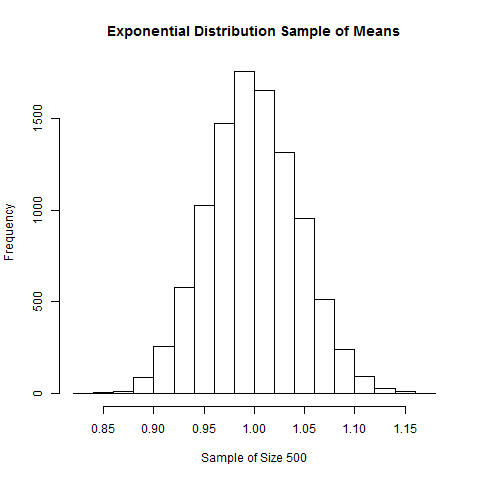 Exponential Distribution Sample of Means
Frequency
1500
1000
500
0
0.85 0.90 0.95 1.00 1.05 1.10 1.15
Sample of Size 500